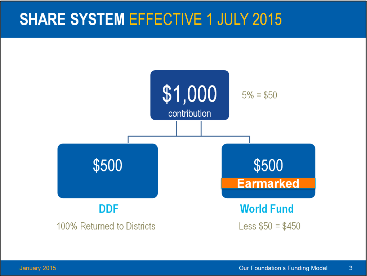 SHARE SYSTEM EFFECTIVE 1 JULY 2015
$1,000
contribution
5% = $50
$500
$500
Earmarked
DDF
World Fund
100% Returned to Districts
Less $50 = $450
January 2015
Our Foundation's Funding Model
3